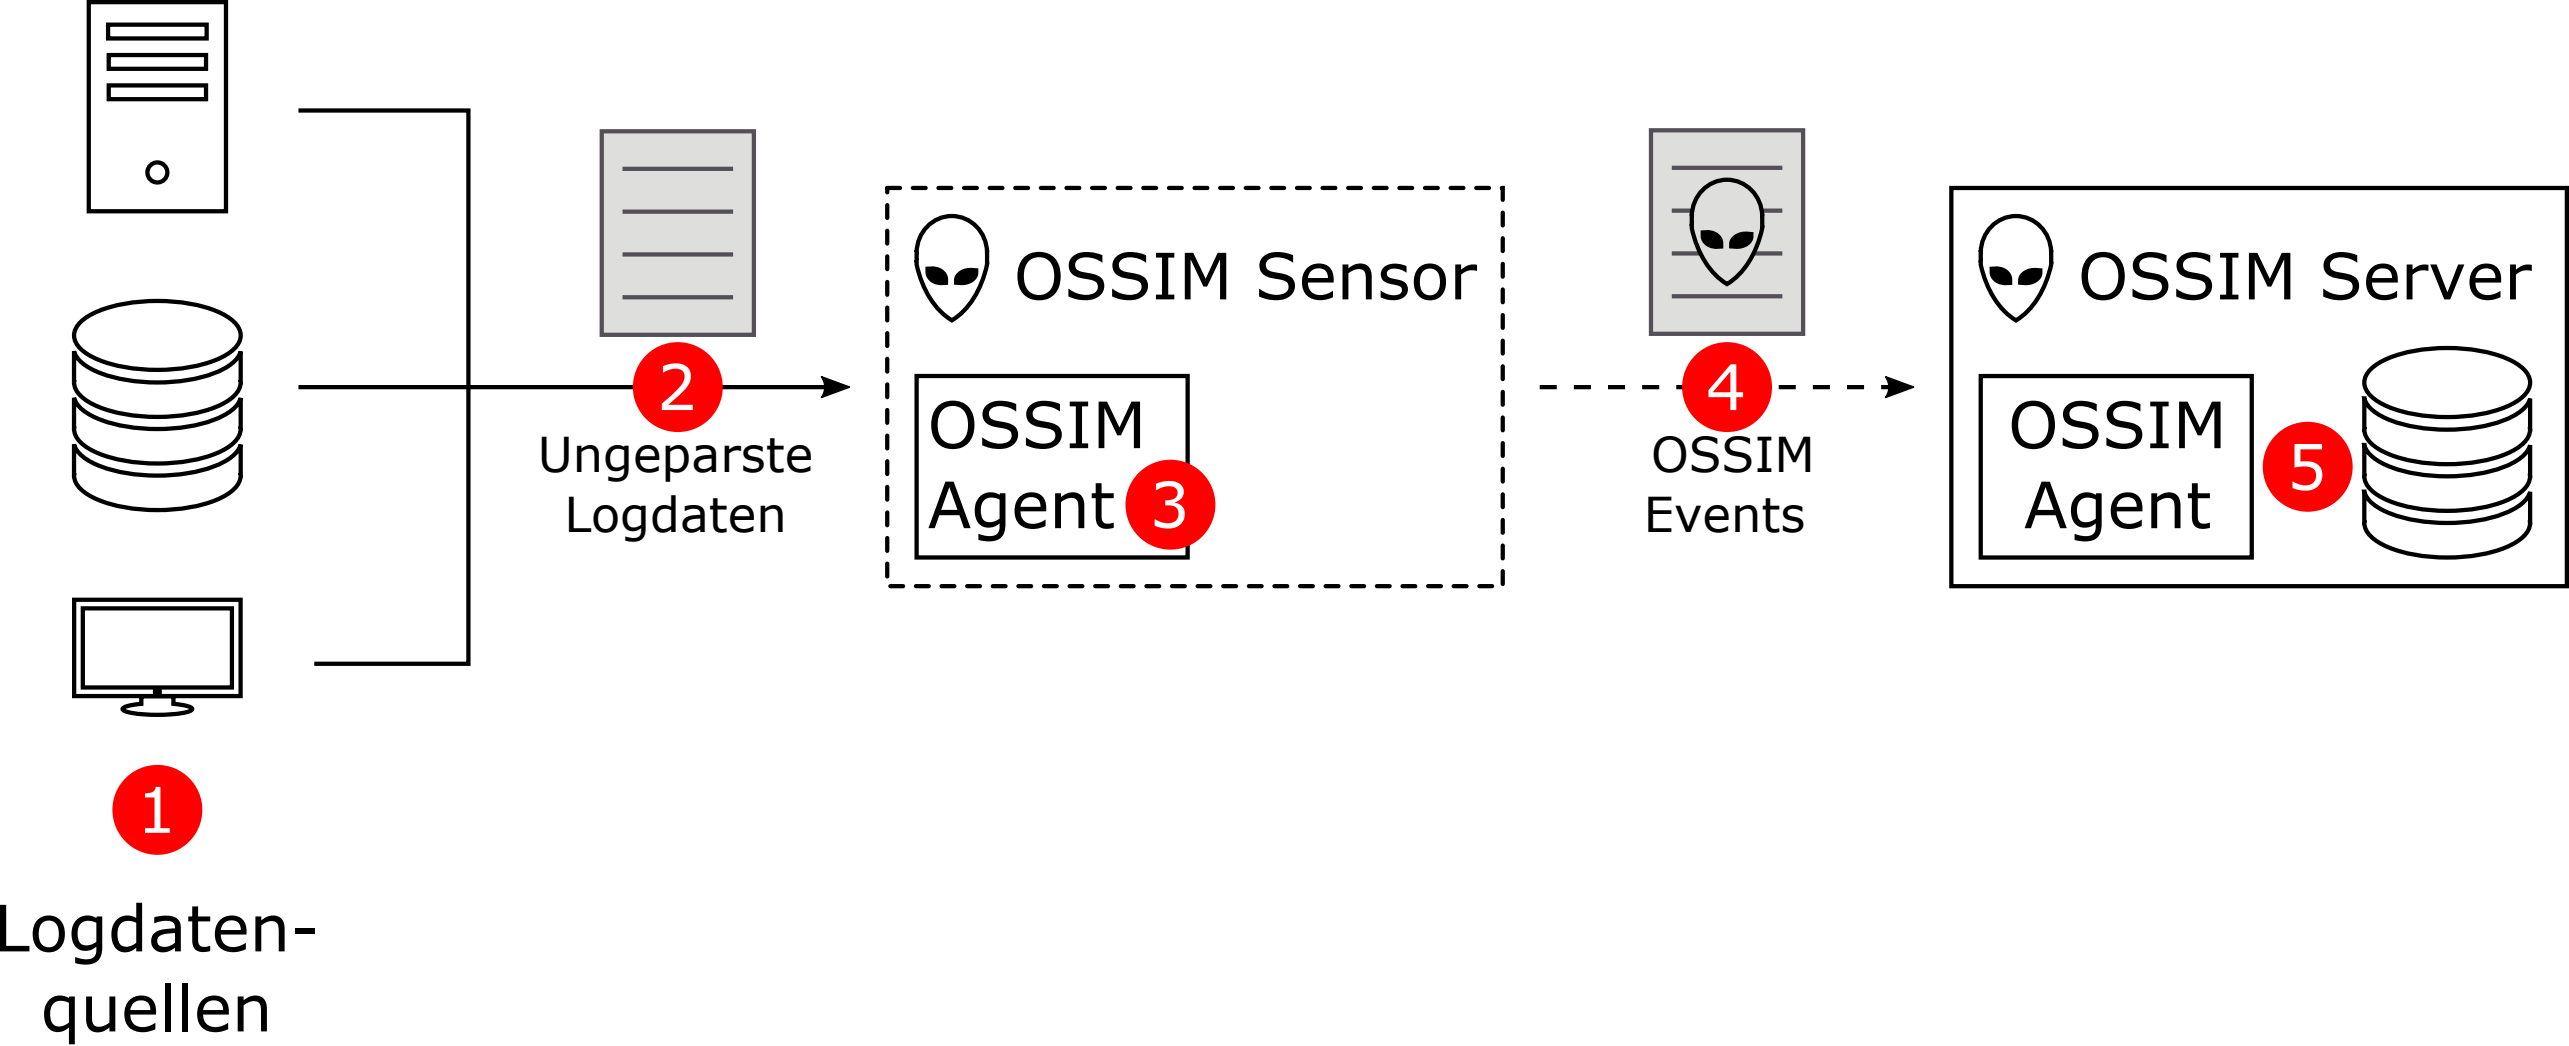 1
Logdaten-
quellen
2
Ungeparste
Logdaten
OSSIM Sensor
OSSIM
Agent
3
4
OSSIM
Events
OSSIM Server
OSSIM
Agent
5